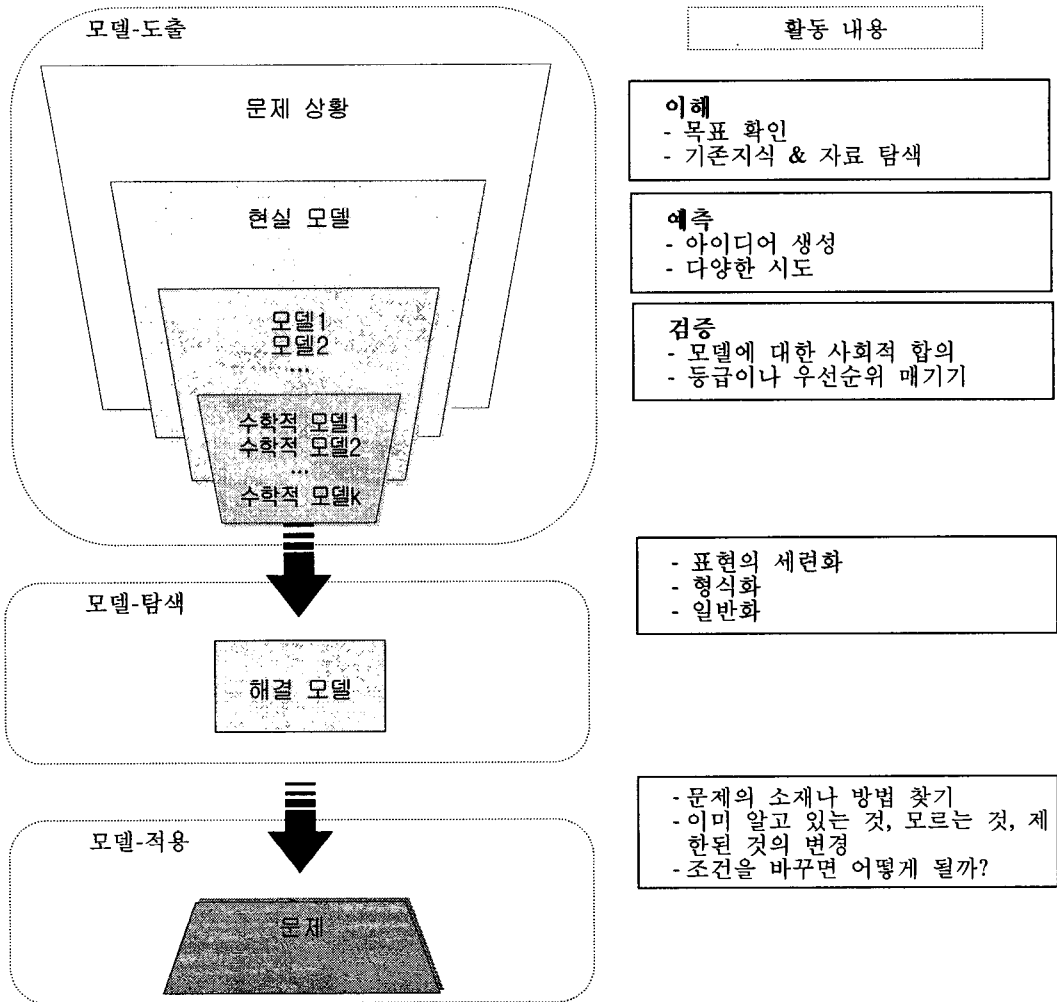 모델-도출
문제 상황
현실 모델
모델1
모델2
...
수학적 모델1
수학적 모델2
...
수학적 모델k
모델-탐색
해결 모델
모델-적용
문제
활동 내용
이해
- 목표 확인
- 기존지식 & 자료 탐색
예측
- 아이디어 생성
- 다양한 시도
검증
- 모델에 대한 사회적 합의
- 등급이나 우선순위 매기기
- 표현의 세련화
- 형식화
- 일반화
- 문제의 소재나 방법 찾기
- 이미 알고 있는 것, 모르는 것, 제
한된 것의 변경
- 조건을 바꾸면 어떻게 될까?